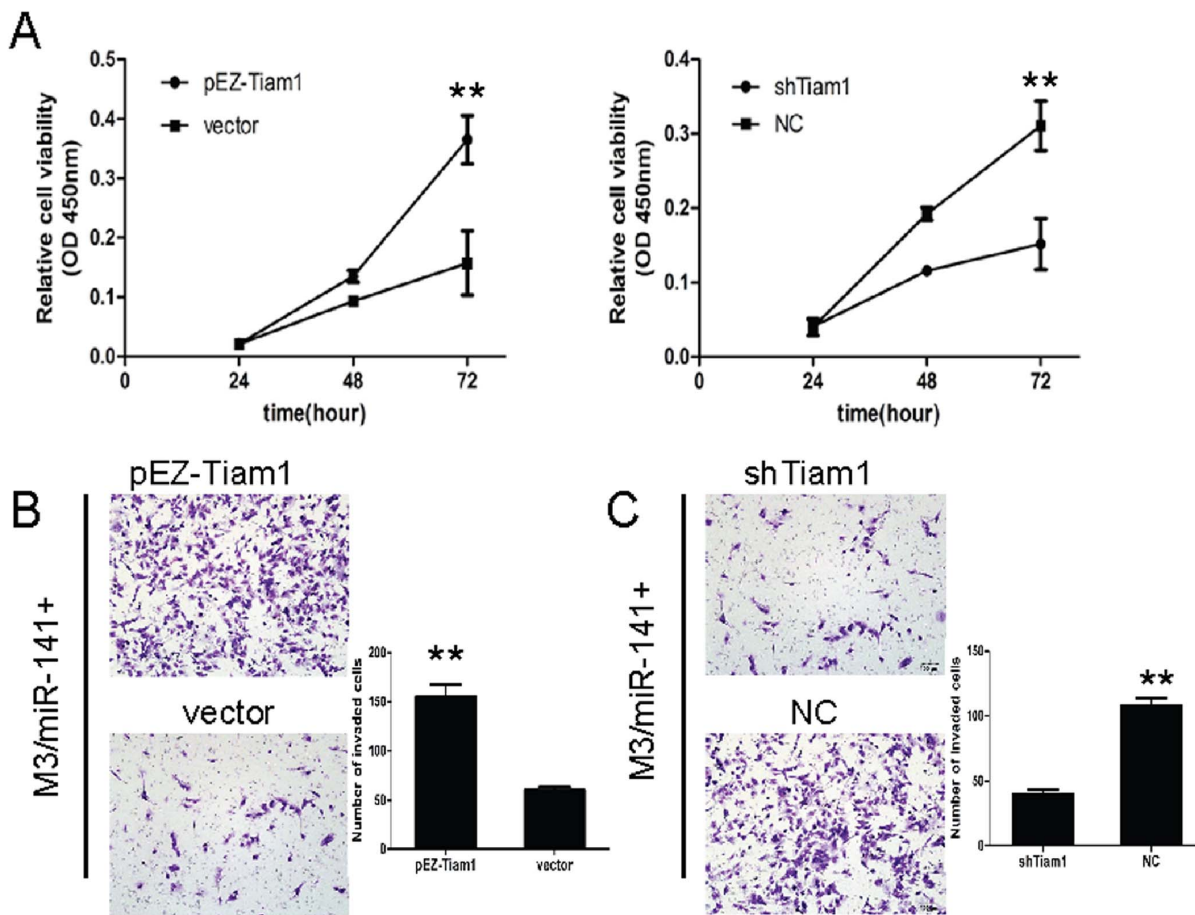 A
0.5
0.4
0.3
0.2
0.1
0.0
Relative cell viability
(OD 450nm)
pEZ-Tiam1
vector
**
0
24
48
72
time(hour)
0.4
0.3
0.2
0.1
0.0
Relative cell viability
(OD 450nm)
shTiam1
NC
**
0
24
48
72
time(hour)
B
M3/miR-141+
pEZ-Tiam1
vector
Number of invaded cells
200
150
100
50
0
**
pEZ-Tiam1
vector
C
M3/miR-141+
shTiam1
NC
Number of invaded cells
150
100
50
0
**
shTiam1
NC